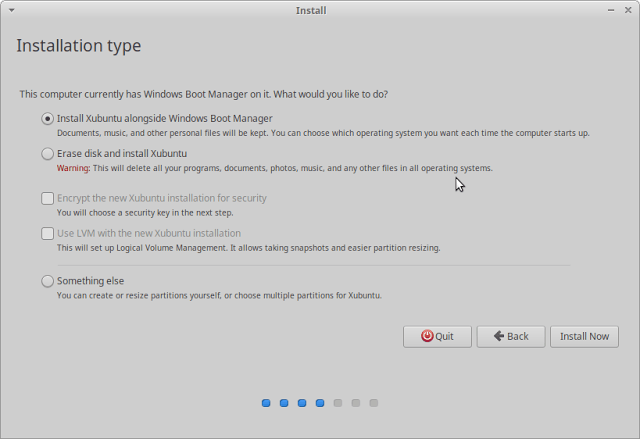 Install
Installation type
This computer currently has Windows Boot Manager on it. What would you like to do?
Install Xubuntu alongside Windows Boot Manager
Documents, music, and other personal files will be kept. You can choose which operating system you want each time the computer starts up.
Erase disk and install Xubuntu
Warning: This will delete all your programs, documents, photos, music, and any other files in all operating systems.
Encrypt the new Xubuntu installation for security
You will choose a security key in the next step.
Use LVM with the new Xubuntu installation
This will set up Logical Volume Management. It allows taking snapshots and easier partition resizing.
Something else
You can create or resize partitions yourself, or choose multiple partitions for Xubuntu.
Quit Back Install Now